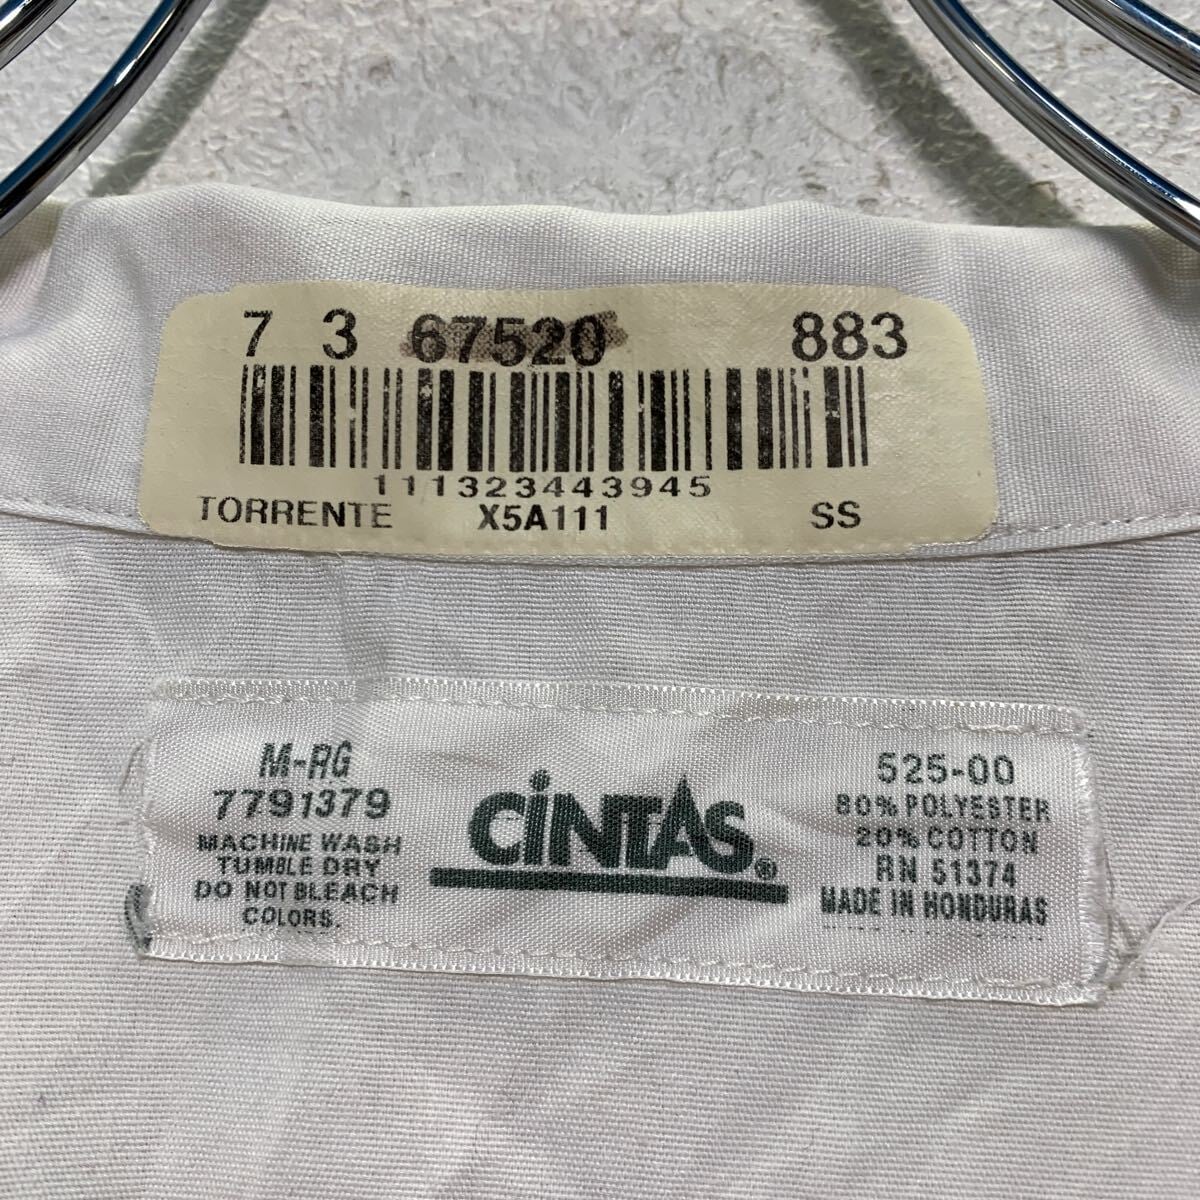 7 3 67520 883
111323443945
TORRENTE X5A111 SS
M-RG
7791379
MACHINE WASH
TUMBLE DRY
DO NOT BLEACH
COLORS.
CiNTAS®
525-00
80% POLYESTER
20% COTTON
RN 51374
MADE IN HONDURAS